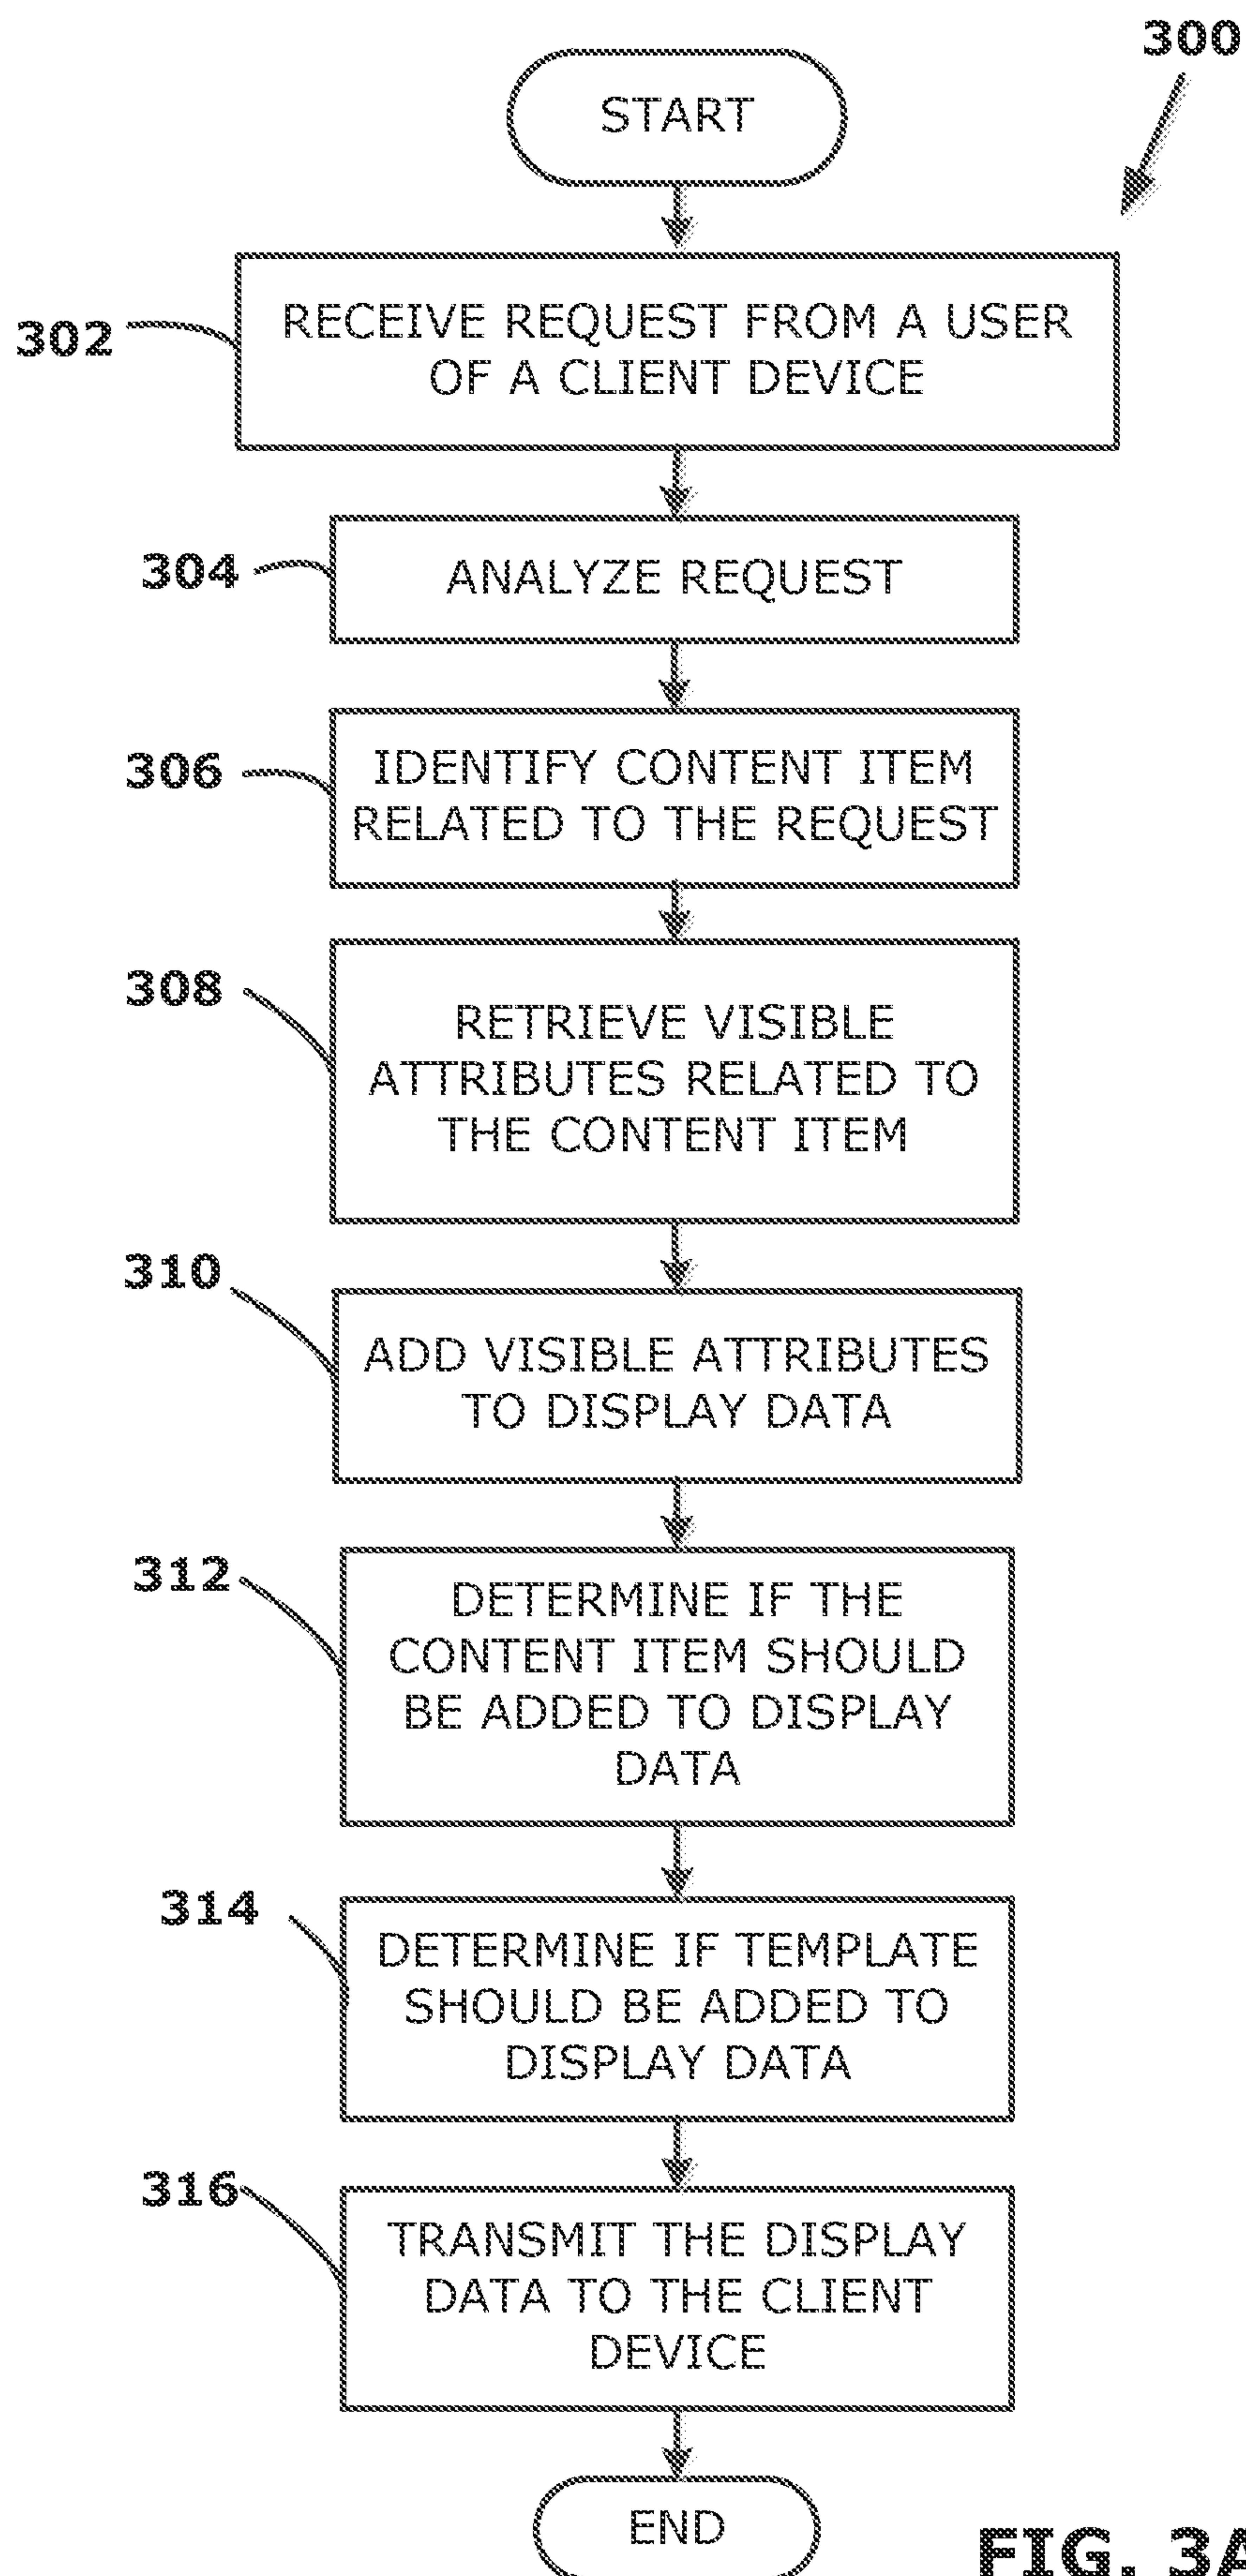 300
START
302
RECEIVE REQUEST FROM A USER
OF A CLIENT DEVICE
304
ANALYZE REQUEST
306
IDENTIFY CONTENT ITEM
RELATED TO THE REQUEST
308
RETRIEVE VISIBLE
ATTRIBUTES RELATED TO
THE CONTENT ITEM
310
ADD VISIBLE ATTRIBUTES
TO DISPLAY DATA
312
DETERMINE IF THE
CONTENT ITEM SHOULD
BE ADDED TO DISPLAY
DATA
314
DETERMINE IF TEMPLATE
SHOULD BE ADDED TO
DISPLAY DATA
316
TRANSMIT THE DISPLAY
DATA TO THE CLIENT
DEVICE
END
FIG. 3A